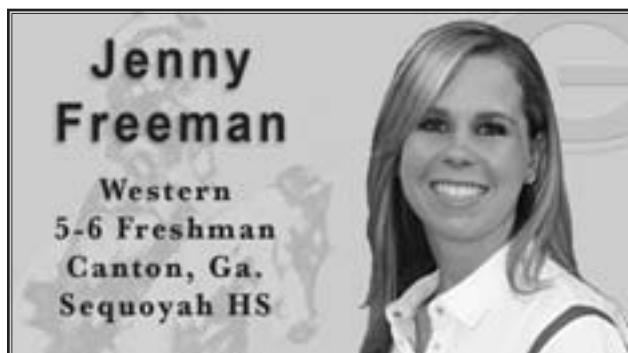 Jenny
Freeman
Western
5-6 Freshman
Canton, Ga.
Sequoyah HS